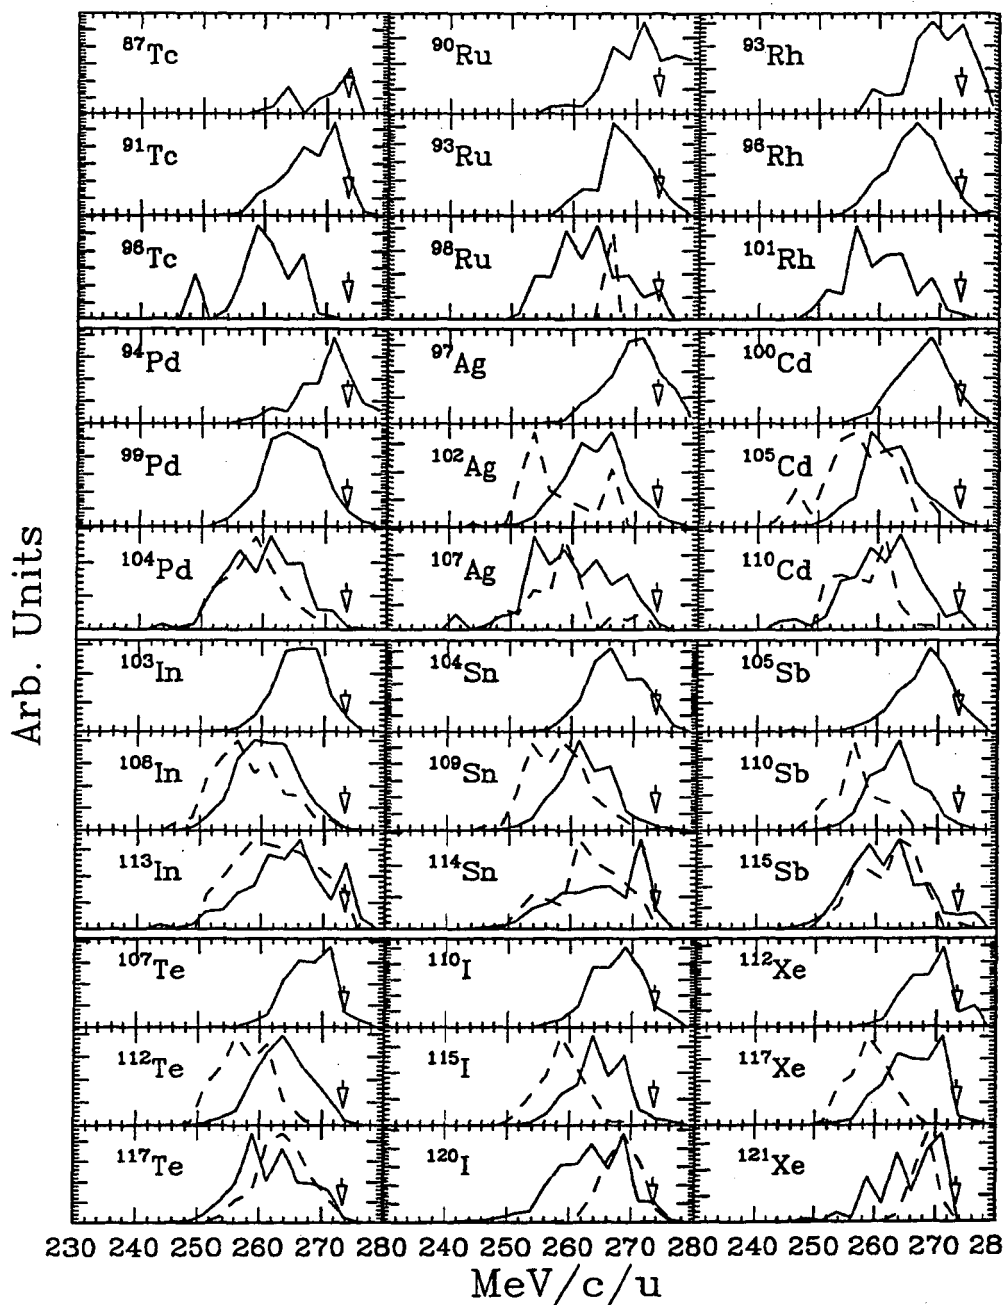 ⁸⁷Tc ⁹⁰Ru ⁹³Rh
⁹¹Tc ⁹³Ru ⁹⁶Rh
⁹⁶Tc ⁹⁸Ru ¹⁰¹Rh
⁹⁴Pd ⁹⁷Ag ¹⁰⁰Cd
⁹⁹Pd ¹⁰²Ag ¹⁰⁵Cd
¹⁰⁴Pd ¹⁰⁷Ag ¹¹⁰Cd
Arb. Units
¹⁰³In ¹⁰⁴Sn ¹⁰⁵Sb
¹⁰⁸In ¹⁰⁹Sn ¹¹⁰Sb
¹¹³In ¹¹⁴Sn ¹¹⁵Sb
¹⁰⁷Te ¹¹⁰I ¹¹²Xe
¹¹²Te ¹¹⁵I ¹¹⁷Xe
¹¹⁷Te ¹²⁰I ¹²¹Xe
230 240 250 260 270 280 240 250 260 270 280 240 250 260 270 28
MeV/c/u